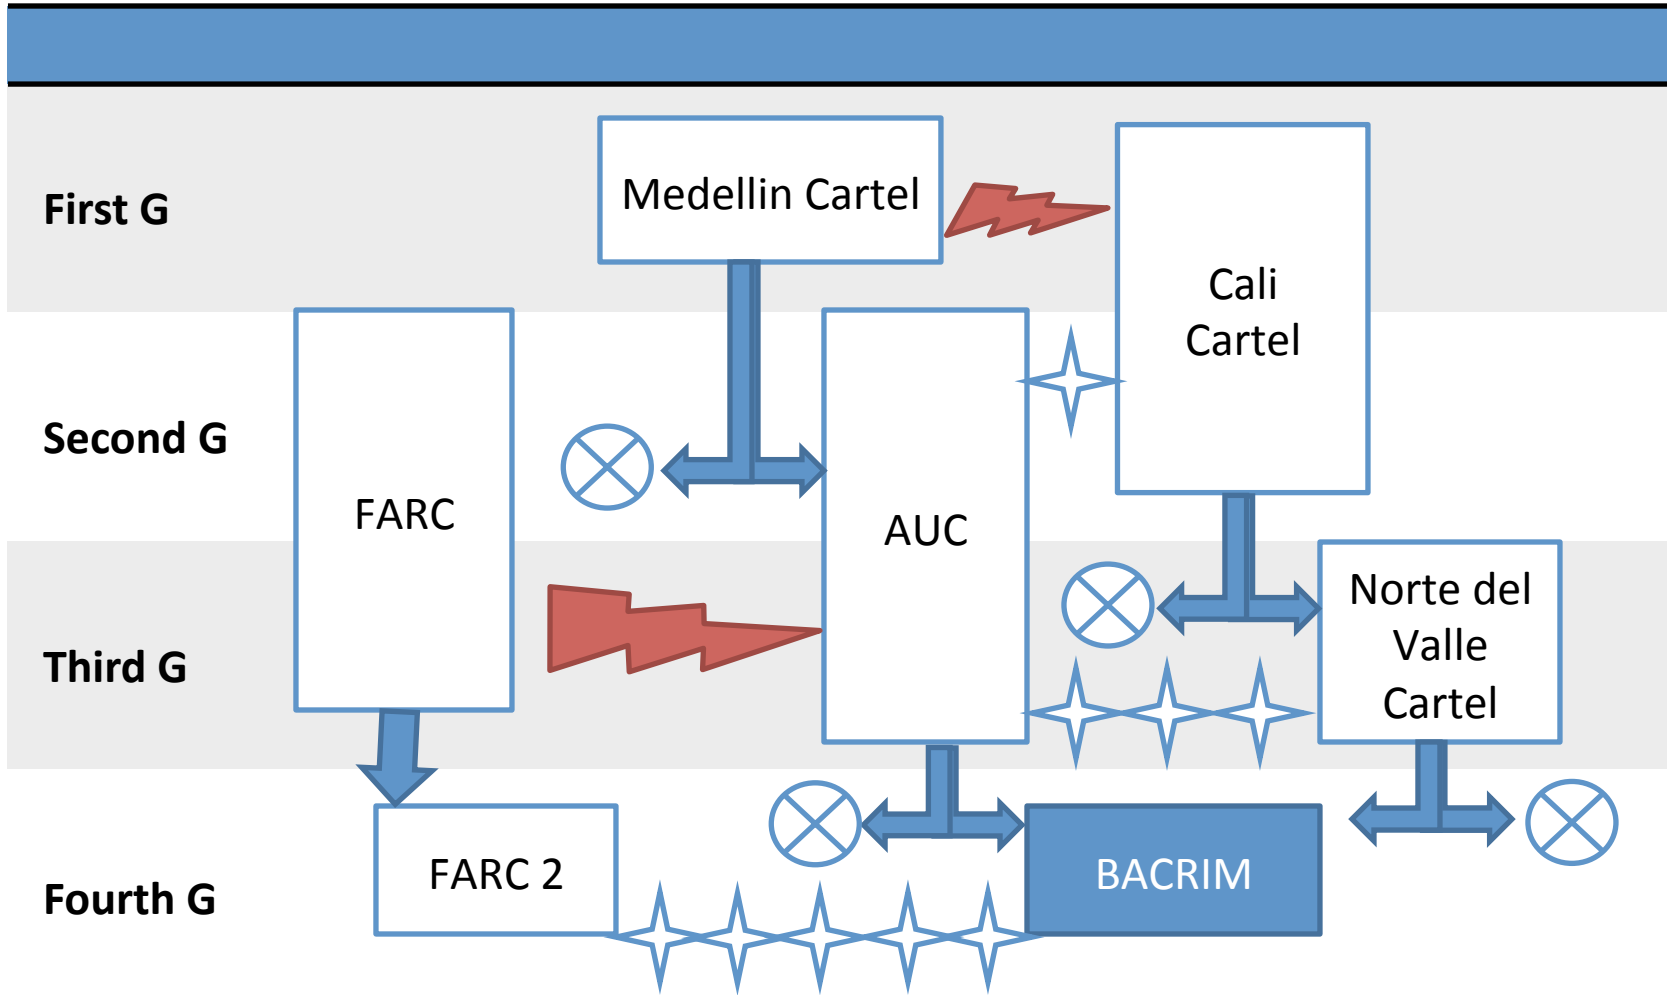 First G
Medellin Cartel
Cali
Cartel
Second G
FARC
AUC
Third G
Norte del
Valle
Cartel
Fourth G
FARC 2
BACRIM